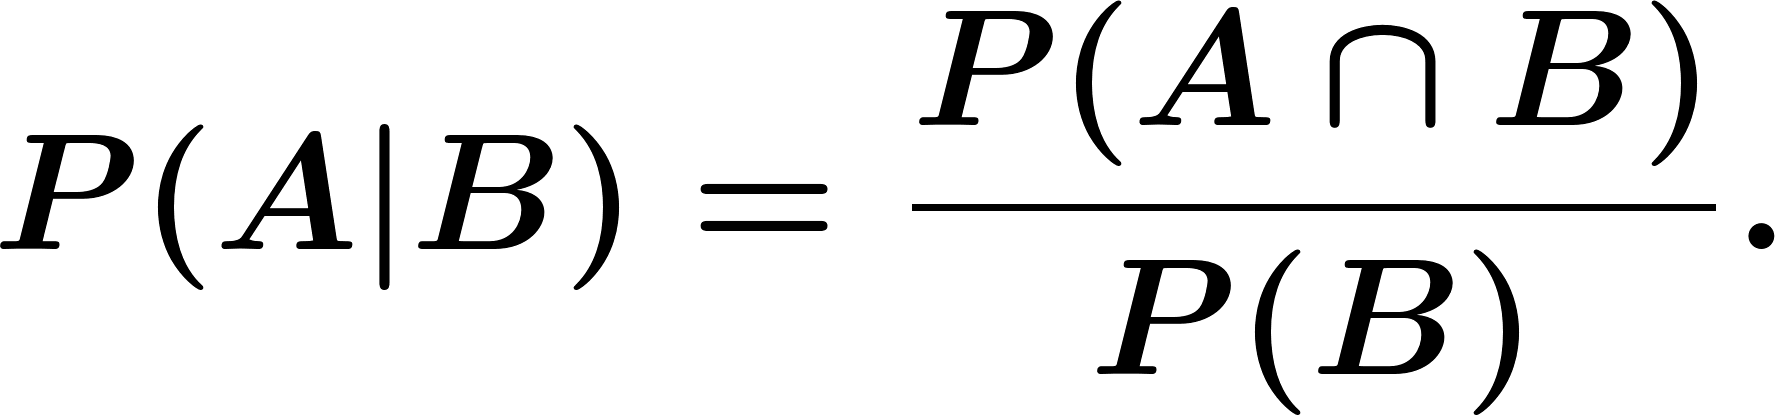 P(A|B) = P(A ∩ B) / P(B).